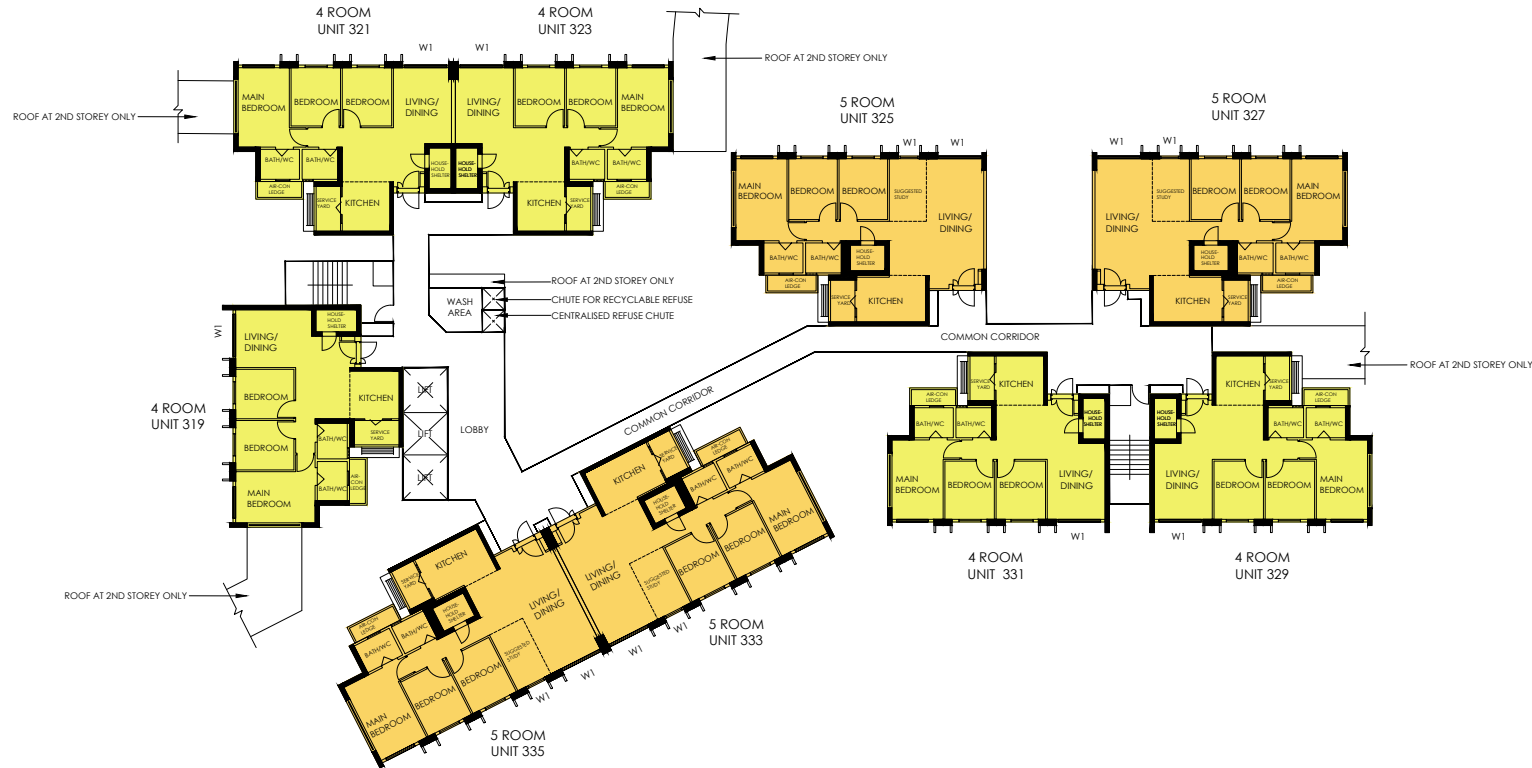 4 ROOM
UNIT 321
4 ROOM
UNIT 323
W1
W1
ROOF AT 2ND STOREY ONLY
ROOF AT 2ND STOREY ONLY
MAIN
BEDROOM
BEDROOM
BEDROOM
LIVING/
DINING
LIVING/
DINING
BEDROOM
BEDROOM
MAIN
BEDROOM
BATH/WC
BATH/WC
HOUSE-
HOLD
SHELTER
HOUSE-
HOLD
SHELTER
BATH/WC
BATH/WC
AIR-CON
LEDGE
AIR-CON
LEDGE
SERVICE
YARD
KITCHEN
KITCHEN
SERVICE
YARD
5 ROOM
UNIT 325
5 ROOM
UNIT 327
W1
W1
W1
W1
MAIN
BEDROOM
BEDROOM
BEDROOM
SUGGESTED
STUDY
LIVING/
DINING
BATH/WC
BATH/WC
HOUSE-
HOLD
SHELTER
AIR-CON
LEDGE
SERVICE
YARD
KITCHEN
LIVING/
DINING
SUGGESTED
STUDY
BEDROOM
BEDROOM
MAIN
BEDROOM
HOUSE-
HOLD
SHELTER
BATH/WC
BATH/WC
AIR-CON
LEDGE
KITCHEN
SERVICE
YARD
ROOF AT 2ND STOREY ONLY
WASH
AREA
CHUTE FOR RECYCLABLE REFUSE
CENTRALISED REFUSE CHUTE
W1
LIVING/
DINING
HOUSE-
HOLD
SHELTER
4 ROOM
UNIT 319
BEDROOM
KITCHEN
BEDROOM
BATH/WC
SERVICE
YARD
MAIN
BEDROOM
BATH/WC
AIR-
CON
LEDGE
LIFT
LIFT
LIFT
LOBBY
COMMON CORRIDOR
COMMON CORRIDOR
ROOF AT 2ND STOREY ONLY
SERVICE
YARD
KITCHEN
AIR-CON
LEDGE
BATH/WC
BATH/WC
HOUSE-
HOLD
SHELTER
MAIN
BEDROOM
BEDROOM
BEDROOM
LIVING/
DINING
W1
4 ROOM
UNIT 331
KITCHEN
SERVICE
YARD
AIR-CON
LEDGE
HOUSE-
HOLD
SHELTER
BATH/WC
BATH/WC
LIVING/
DINING
BEDROOM
BEDROOM
MAIN
BEDROOM
W1
4 ROOM
UNIT 329
ROOF AT 2ND STOREY ONLY
KITCHEN
SERVICE
YARD
AIR-CON
LEDGE
BATH/WC
BATH/WC
HOUSE-
HOLD
SHELTER
LIVING/
DINING
SUGGESTED
STUDY
BEDROOM
BEDROOM
MAIN
BEDROOM
W1
W1
5 ROOM
UNIT 333
KITCHEN
SERVICE
YARD
AIR-CON
LEDGE
BATH/WC
BATH/WC
HOUSE-
HOLD
SHELTER
LIVING/
DINING
SUGGESTED
STUDY
BEDROOM
BEDROOM
MAIN
BEDROOM
W1
W1
5 ROOM
UNIT 335